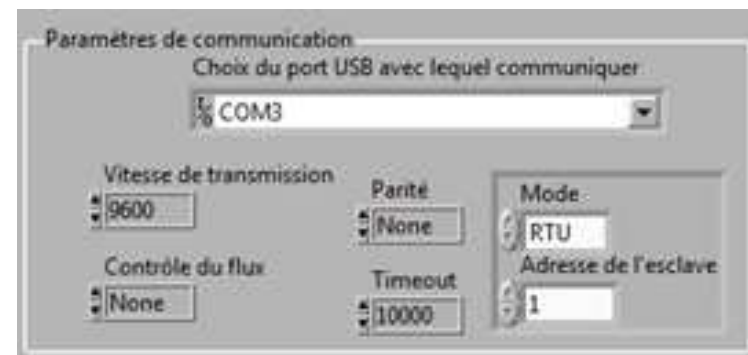 Paramètres de communication
Choix du port USB avec lequel communiquer
COM3
Vitesse de transmission
9600
Parité
None
Mode
RTU
Contrôle du flux
None
Timeout
10000
Adresse de l'esclave
1